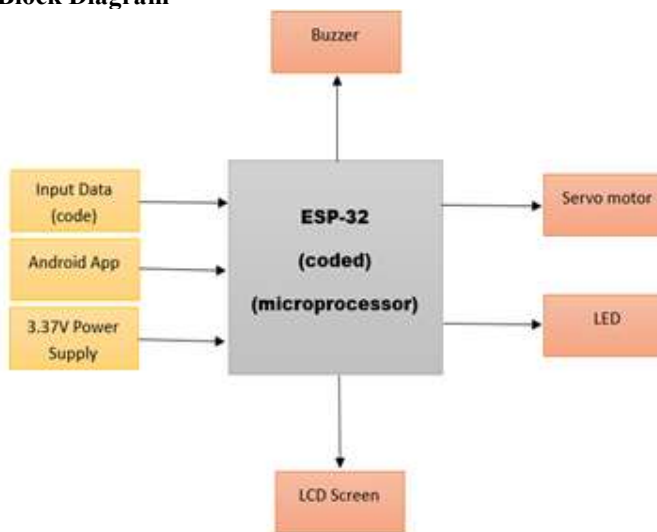 Block Diagram
Buzzer
Input Data
(code)
Android App
3.37V Power
Supply
ESP-32
(coded)
(microprocessor)
Servo motor
LED
LCD Screen